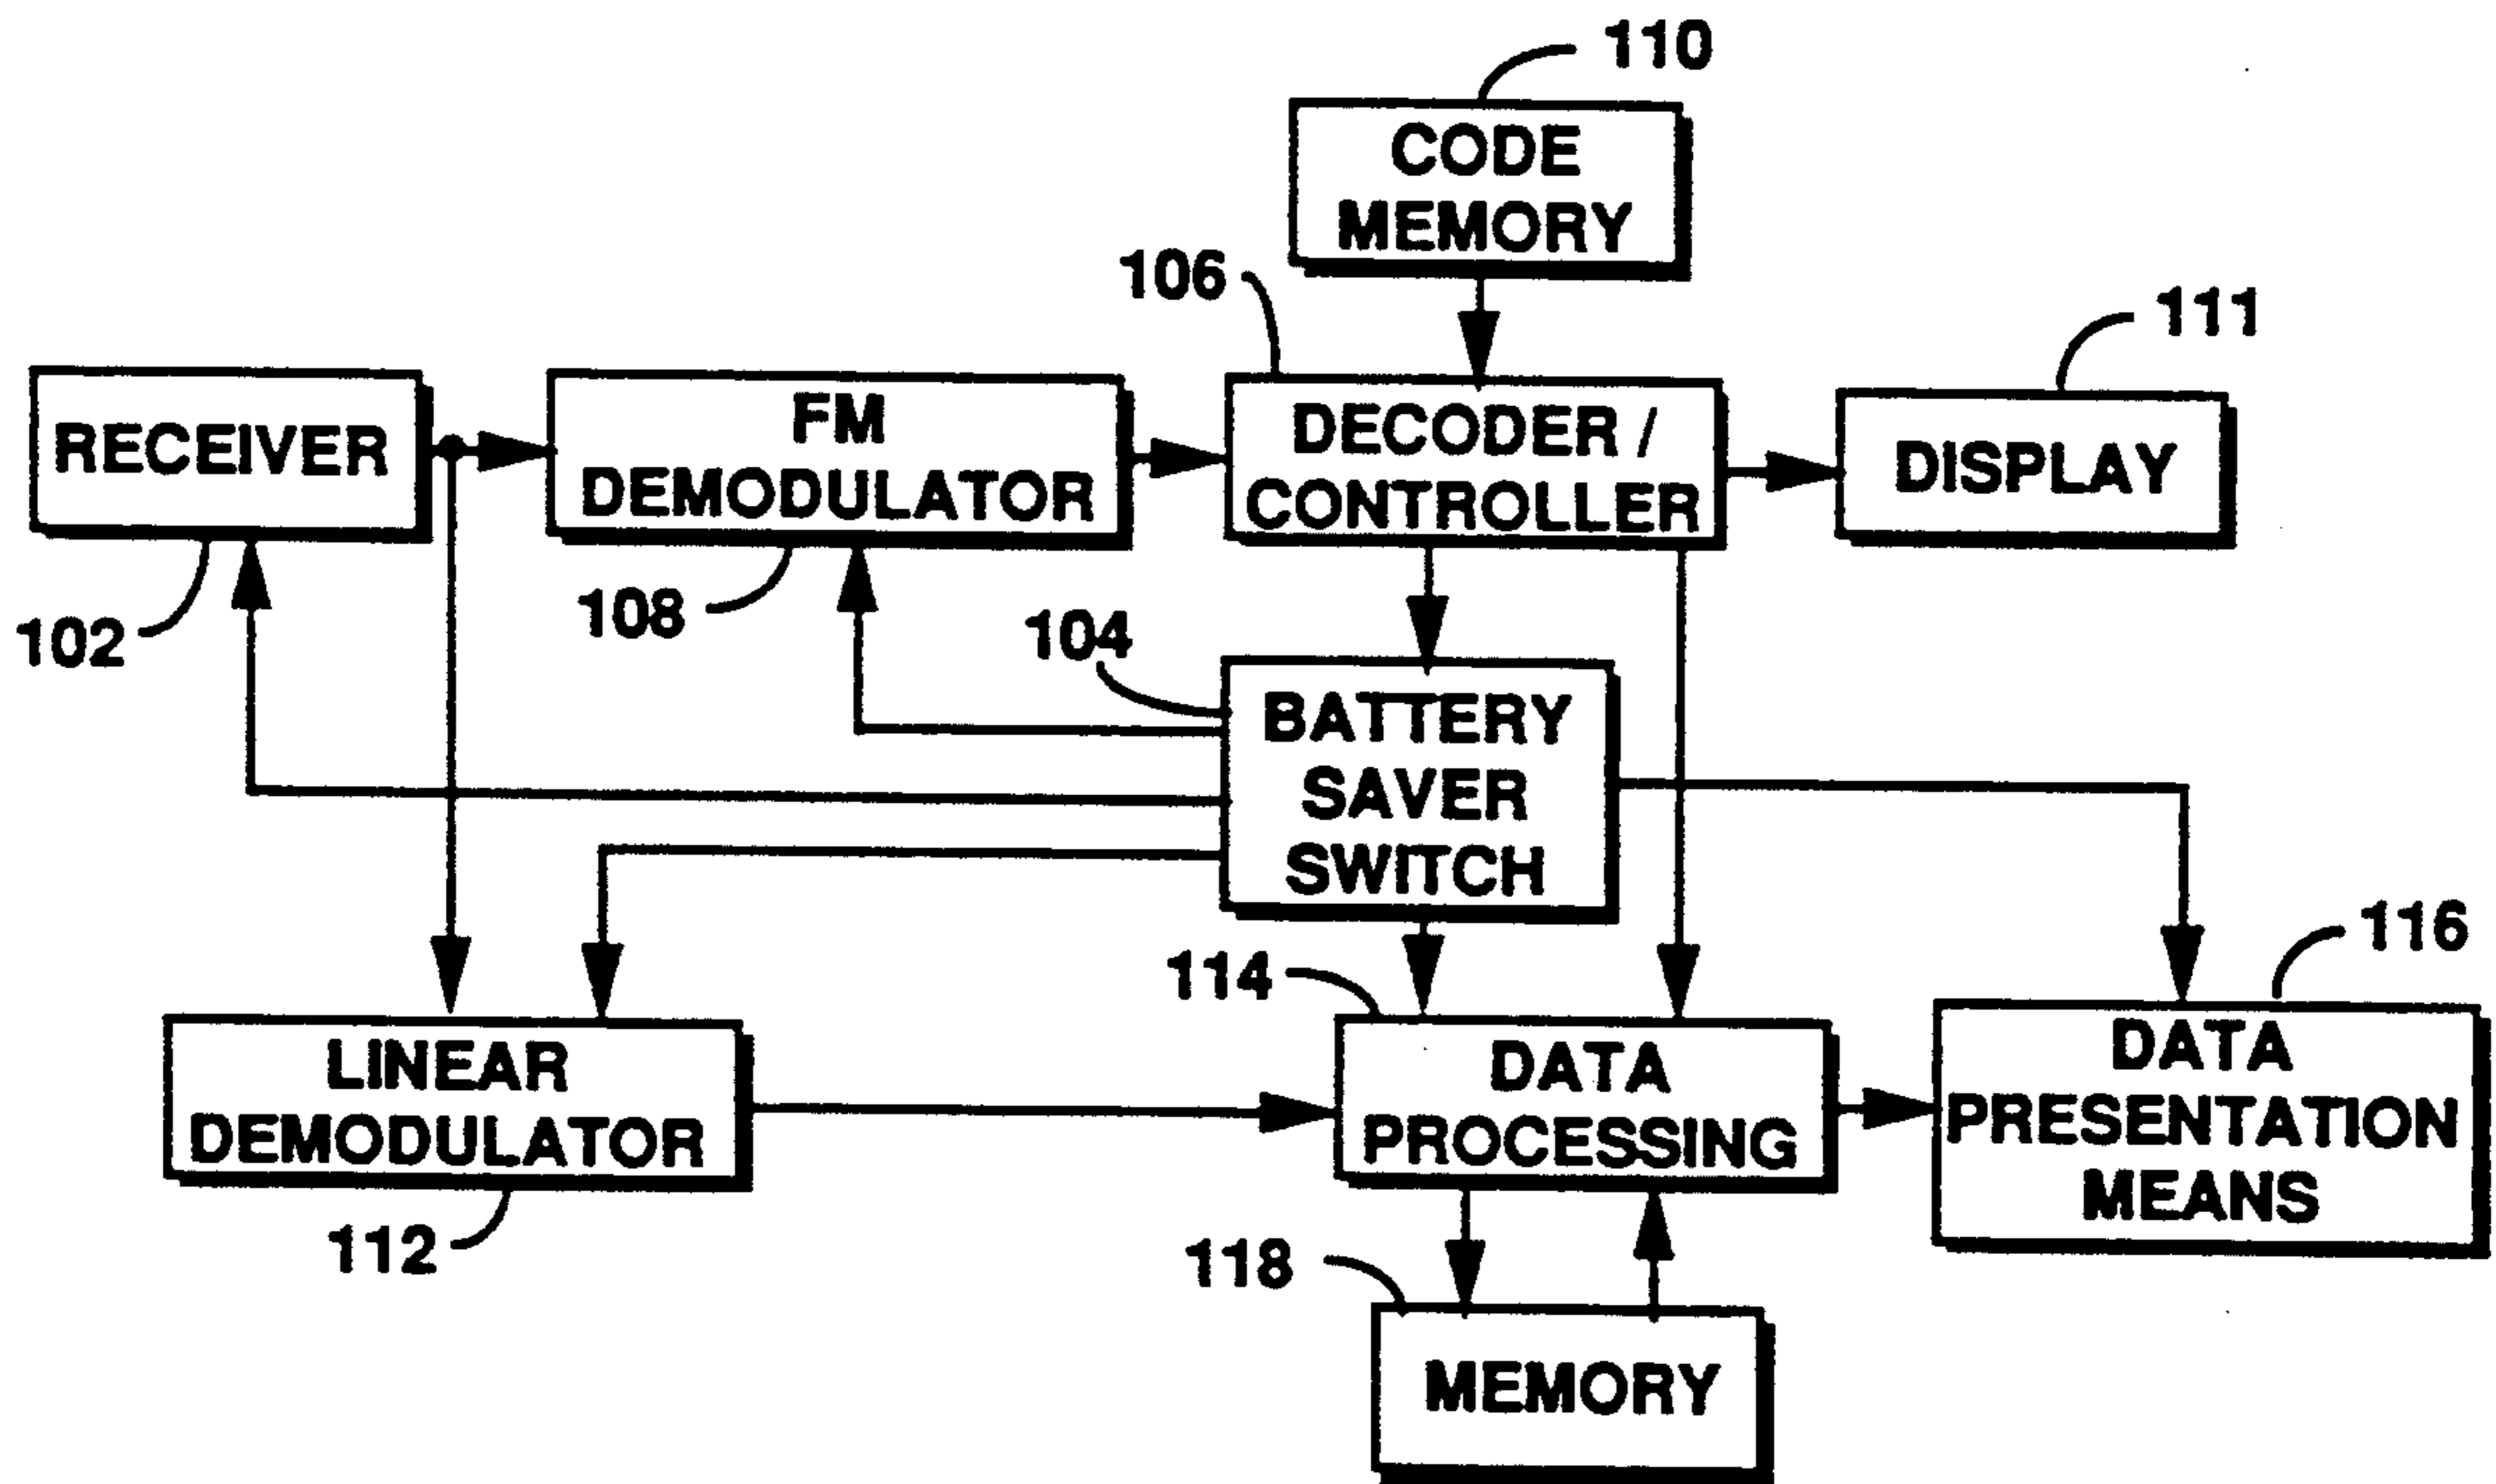 110
CODE
MEMORY
106
111
RECEIVER
FM
DEMODULATOR
DECODER /
CONTROLLER
DISPLAY
102
108
104
BATTERY
SAVER
SWITCH
114
116
LINEAR
DEMODULATOR
DATA
PROCESSING
DATA
PRESENTATION
MEANS
112
118
MEMORY